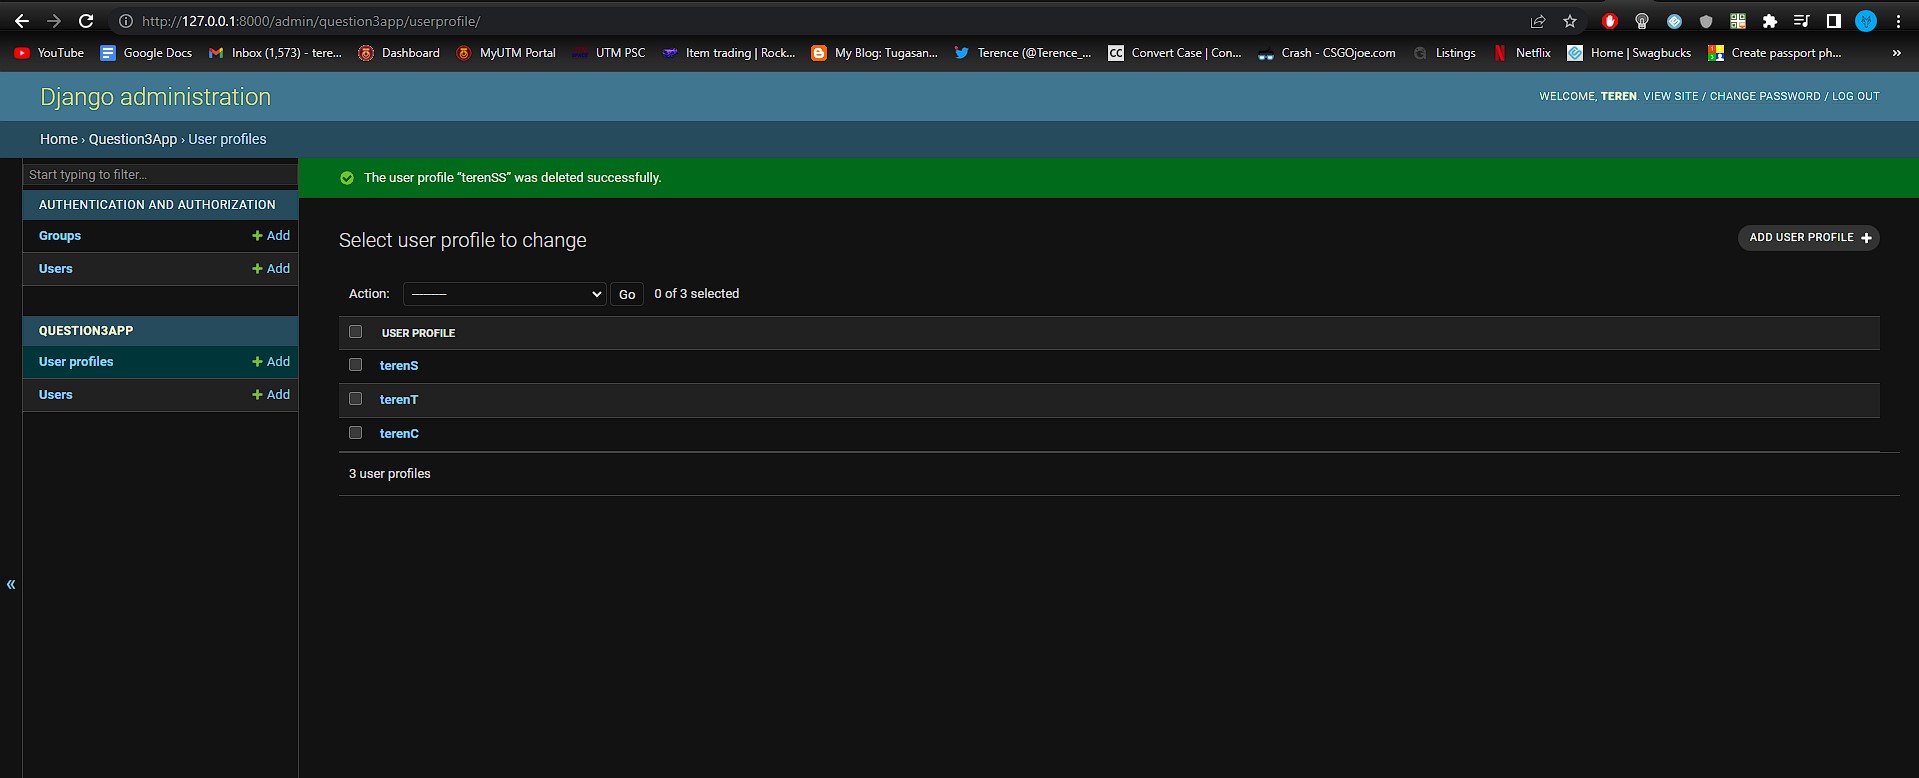 http://127.0.0.1:8000/admin/question3app/userprofile/
YouTube Google Docs Inbox (1,573) - tere... Dashboard MyUTM Portal UTM PSC Item trading | Rock... My Blog: Tugasan... Terence (@Terence_... CC Convert Case | Con... Crash - CSGOjoe.com Listings Netflix Home | Swagbucks Create passport ph... »
Django administration
WELCOME, TEREN. VIEW SITE / CHANGE PASSWORD / LOG OUT
Home › Question3App › User profiles
Start typing to filter...
The user profile “terenSS” was deleted successfully.
AUTHENTICATION AND AUTHORIZATION
Groups + Add
Users + Add
QUESTION3APP
User profiles + Add
Users + Add
«
Select user profile to change
ADD USER PROFILE +
Action: --------- Go 0 of 3 selected
USER PROFILE
terenS
terenT
terenC
3 user profiles